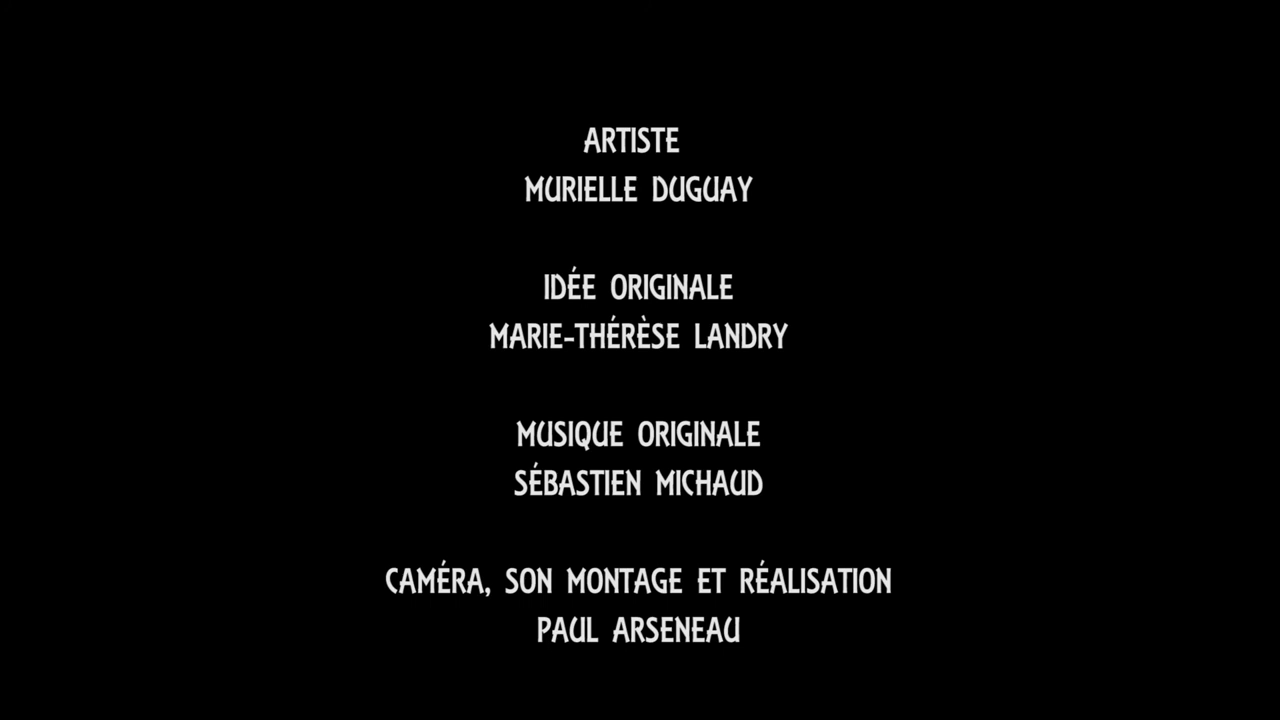 ARTISTE
MURIELLE DUGUAY
IDÉE ORIGINALE
MARIE-THÉRÈSE LANDRY
MUSIQUE ORIGINALE
SÉBASTIEN MICHAUD
CAMÉRA, SON MONTAGE ET RÉALISATION
PAUL ARSENEAU